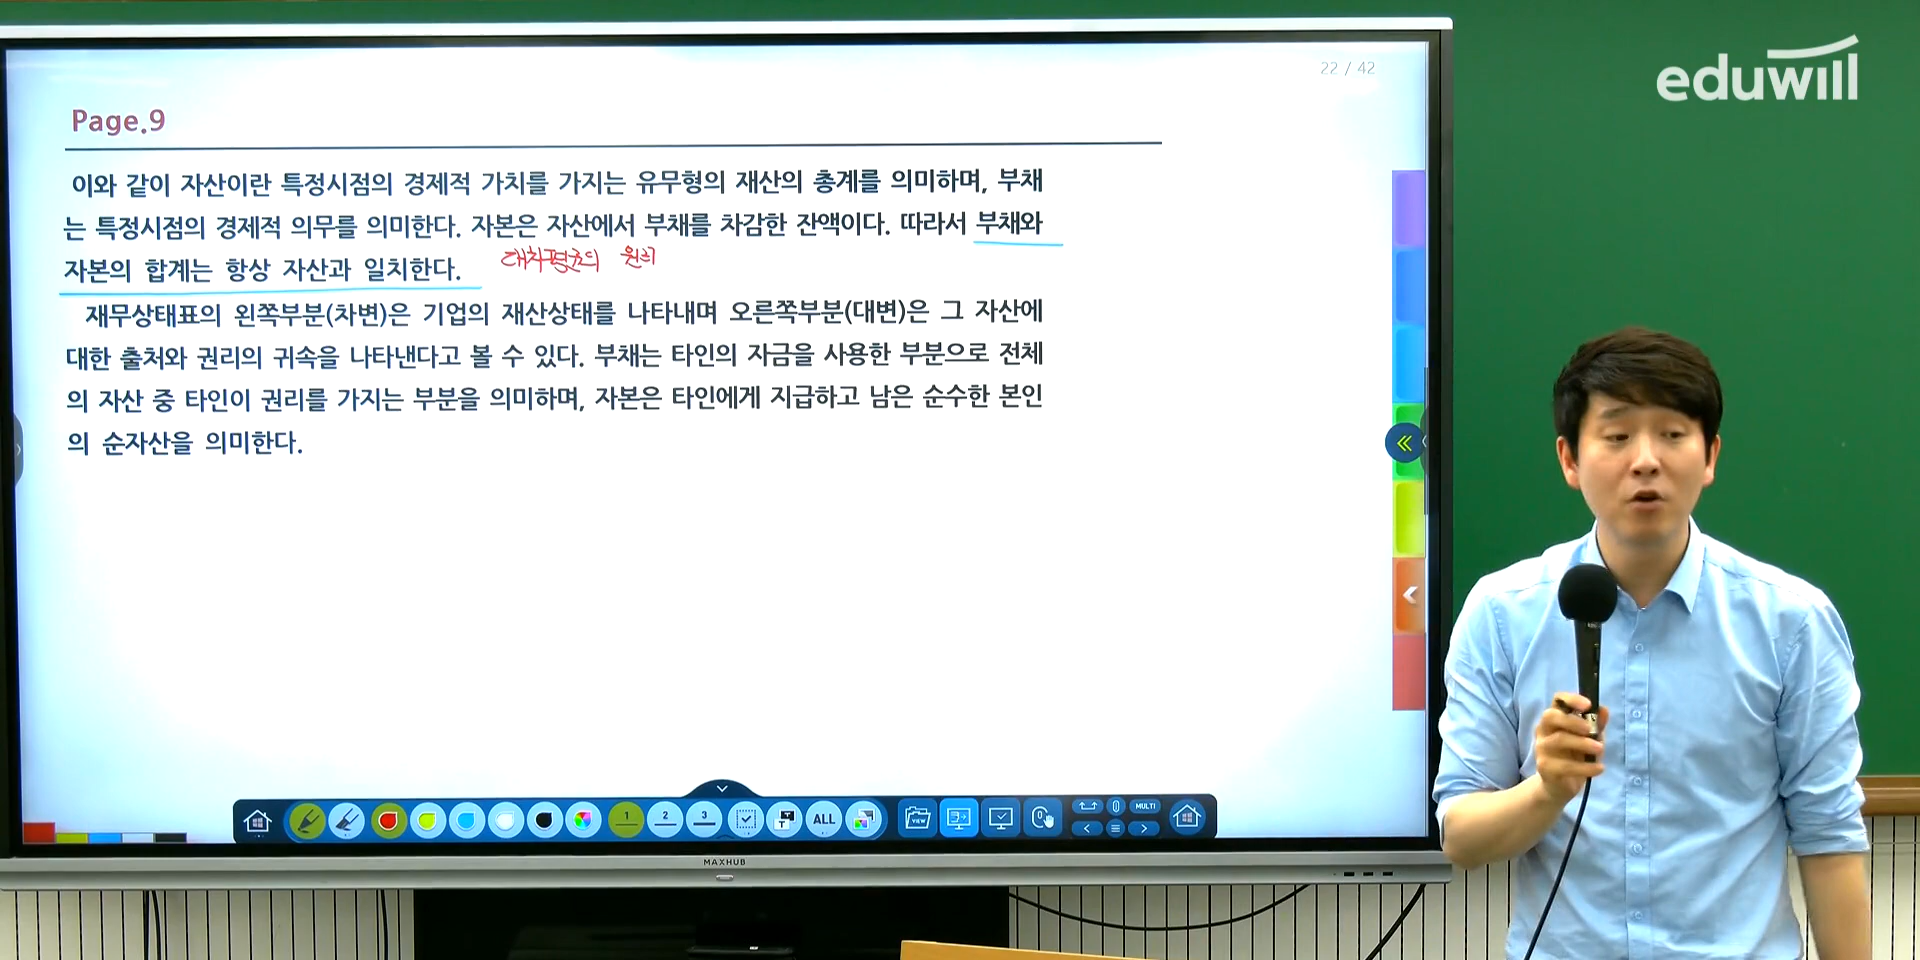 22 / 42
eduwill
Page.9
이와 같이 자산이란 특정시점의 경제적 가치를 가지는 유무형의 재산의 총계를 의미하며, 부채
는 특정시점의 경제적 의무를 의미한다. 자본은 자산에서 부채를 차감한 잔액이다. 따라서 부채와
자본의 합계는 항상 자산과 일치한다.
대차평균의 원리
재무상태표의 왼쪽부분(차변)은 기업의 재산상태를 나타내며 오른쪽부분(대변)은 그 자산에
대한 출처와 권리의 귀속을 나타낸다고 볼 수 있다. 부채는 타인의 자금을 사용한 부분으로 전체
의 자산 중 타인이 권리를 가지는 부분을 의미하며, 자본은 타인에게 지급하고 남은 순수한 본인
의 순자산을 의미한다.
1 2 3 ALL VIEW MULTI
MAXHUB